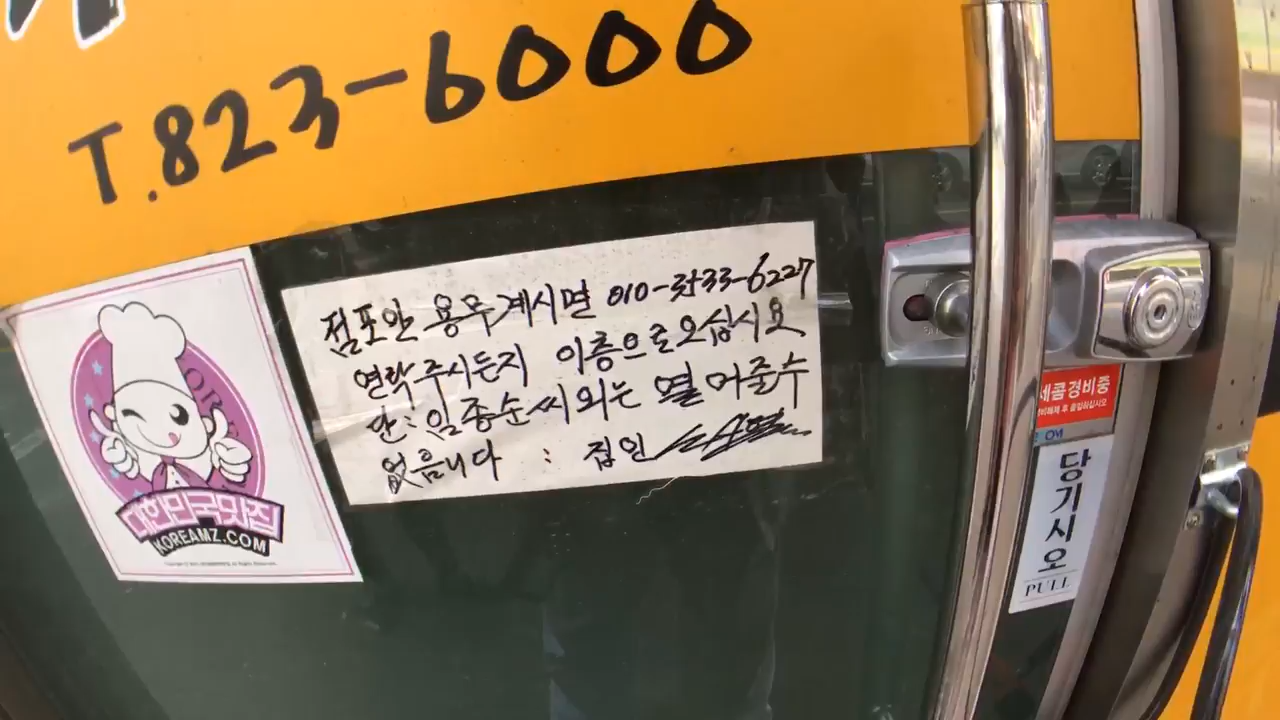 T.823-6000
점포안 용무 계시면 010-3733-6227
연락 주시든지 이층으로 오십시요
단: 임종순씨 외는 열어줄수
없음니다 : 집인
대한민국맛집
KOREAMZ.COM
세콤경비중
당기시오
PULL